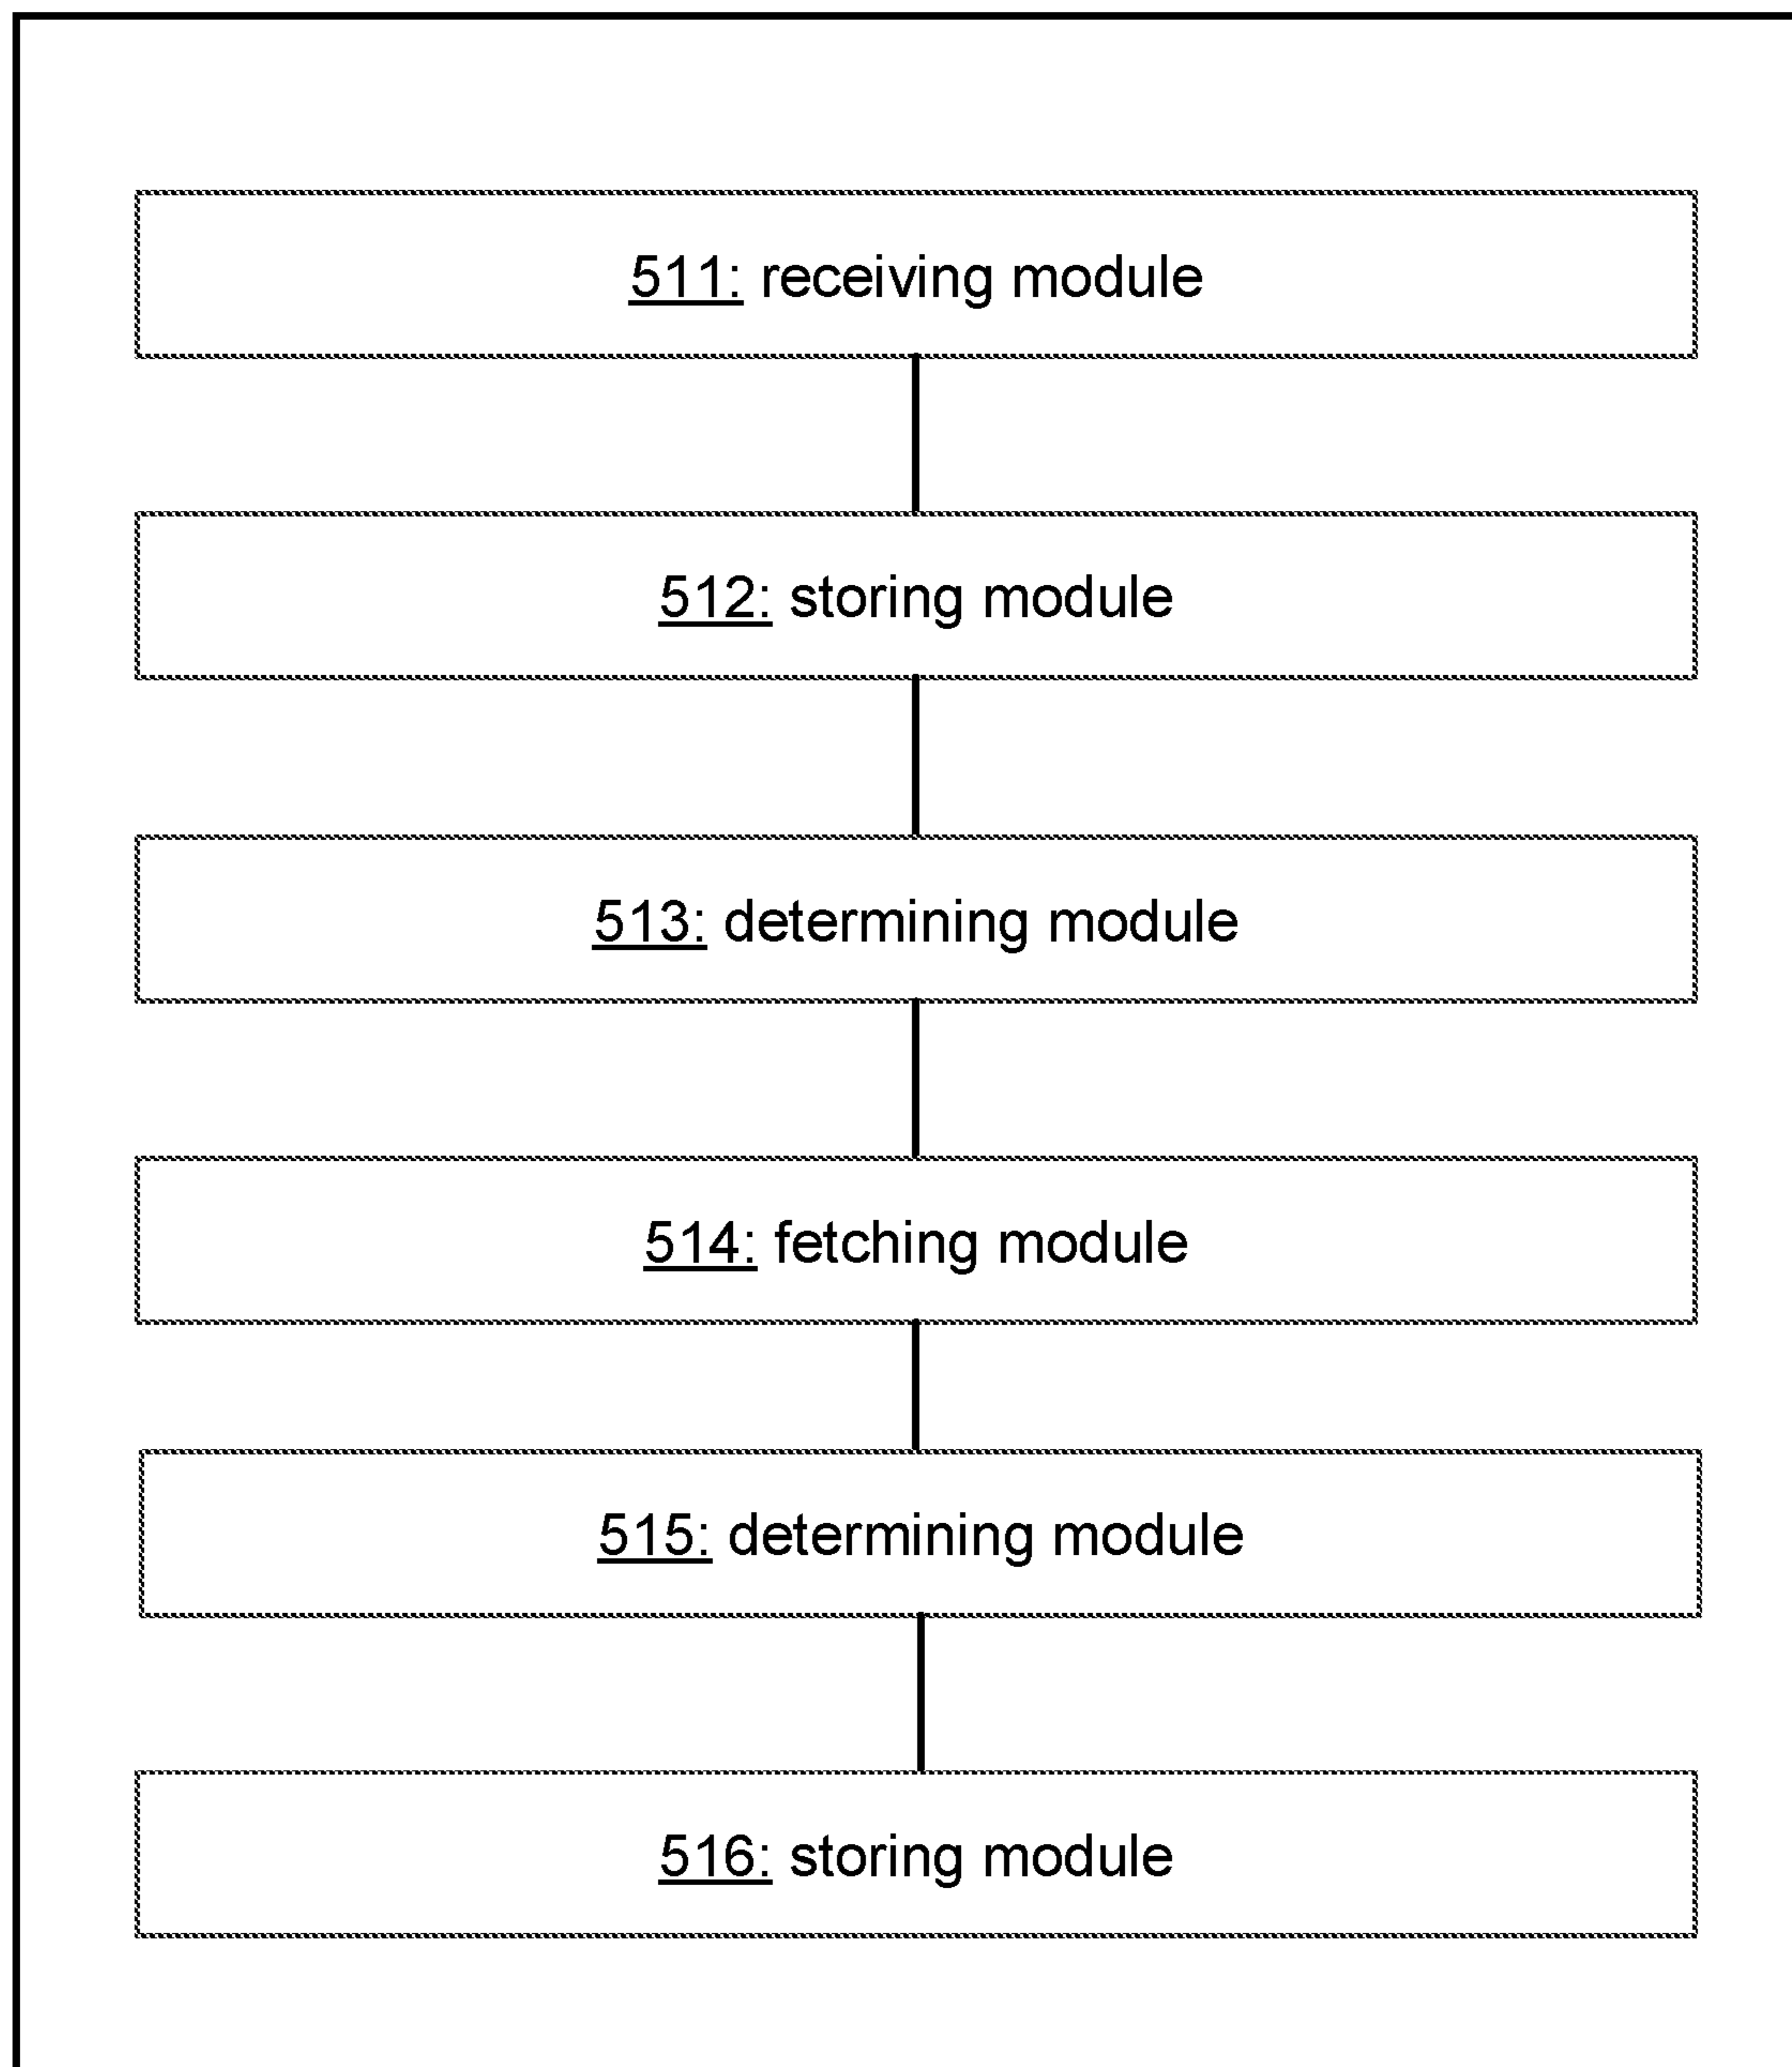 511: receiving module
512: storing module
513: determining module
514: fetching module
515: determining module
516: storing module